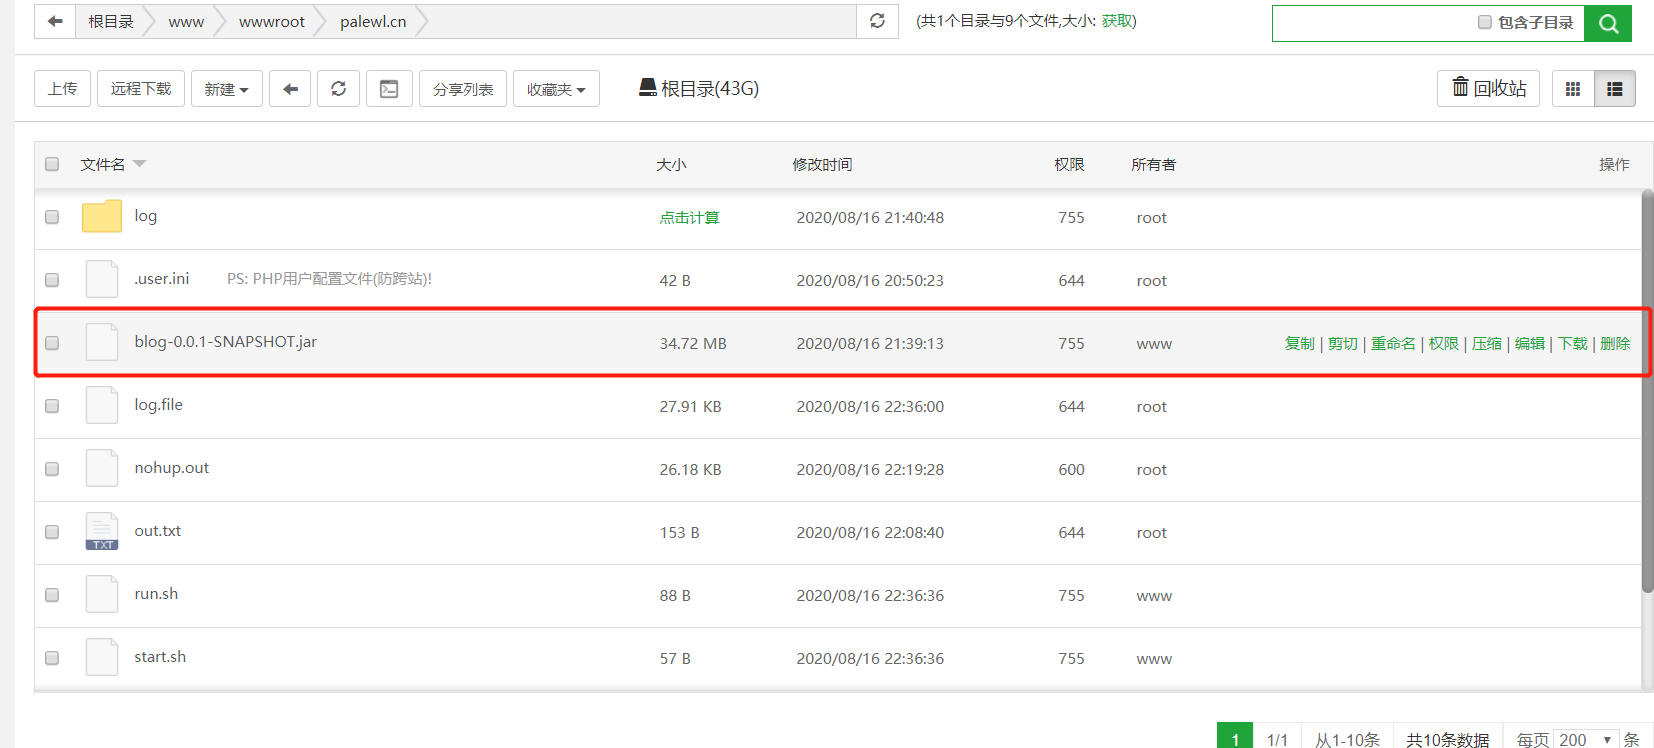 根目录 www wwwroot palewl.cn (共1个目录与9个文件,大小: 获取) 包含子目录
上传 远程下载 新建 分享列表 收藏夹 根目录(43G) 回收站
文件名 大小 修改时间 权限 所有者 操作
log 点击计算 2020/08/16 21:40:48 755 root
.user.ini PS: PHP用户配置文件(防跨站)! 42 B 2020/08/16 20:50:23 644 root
blog-0.0.1-SNAPSHOT.jar 34.72 MB 2020/08/16 21:39:13 755 www 复制 | 剪切 | 重命名 | 权限 | 压缩 | 编辑 | 下载 | 删除
log.file 27.91 KB 2020/08/16 22:36:00 644 root
nohup.out 26.18 KB 2020/08/16 22:19:28 600 root
TXT out.txt 153 B 2020/08/16 22:08:40 644 root
run.sh 88 B 2020/08/16 22:36:36 755 www
start.sh 57 B 2020/08/16 22:36:36 755 www
1 1/1 从1-10条 共10条数据 每页 200 条